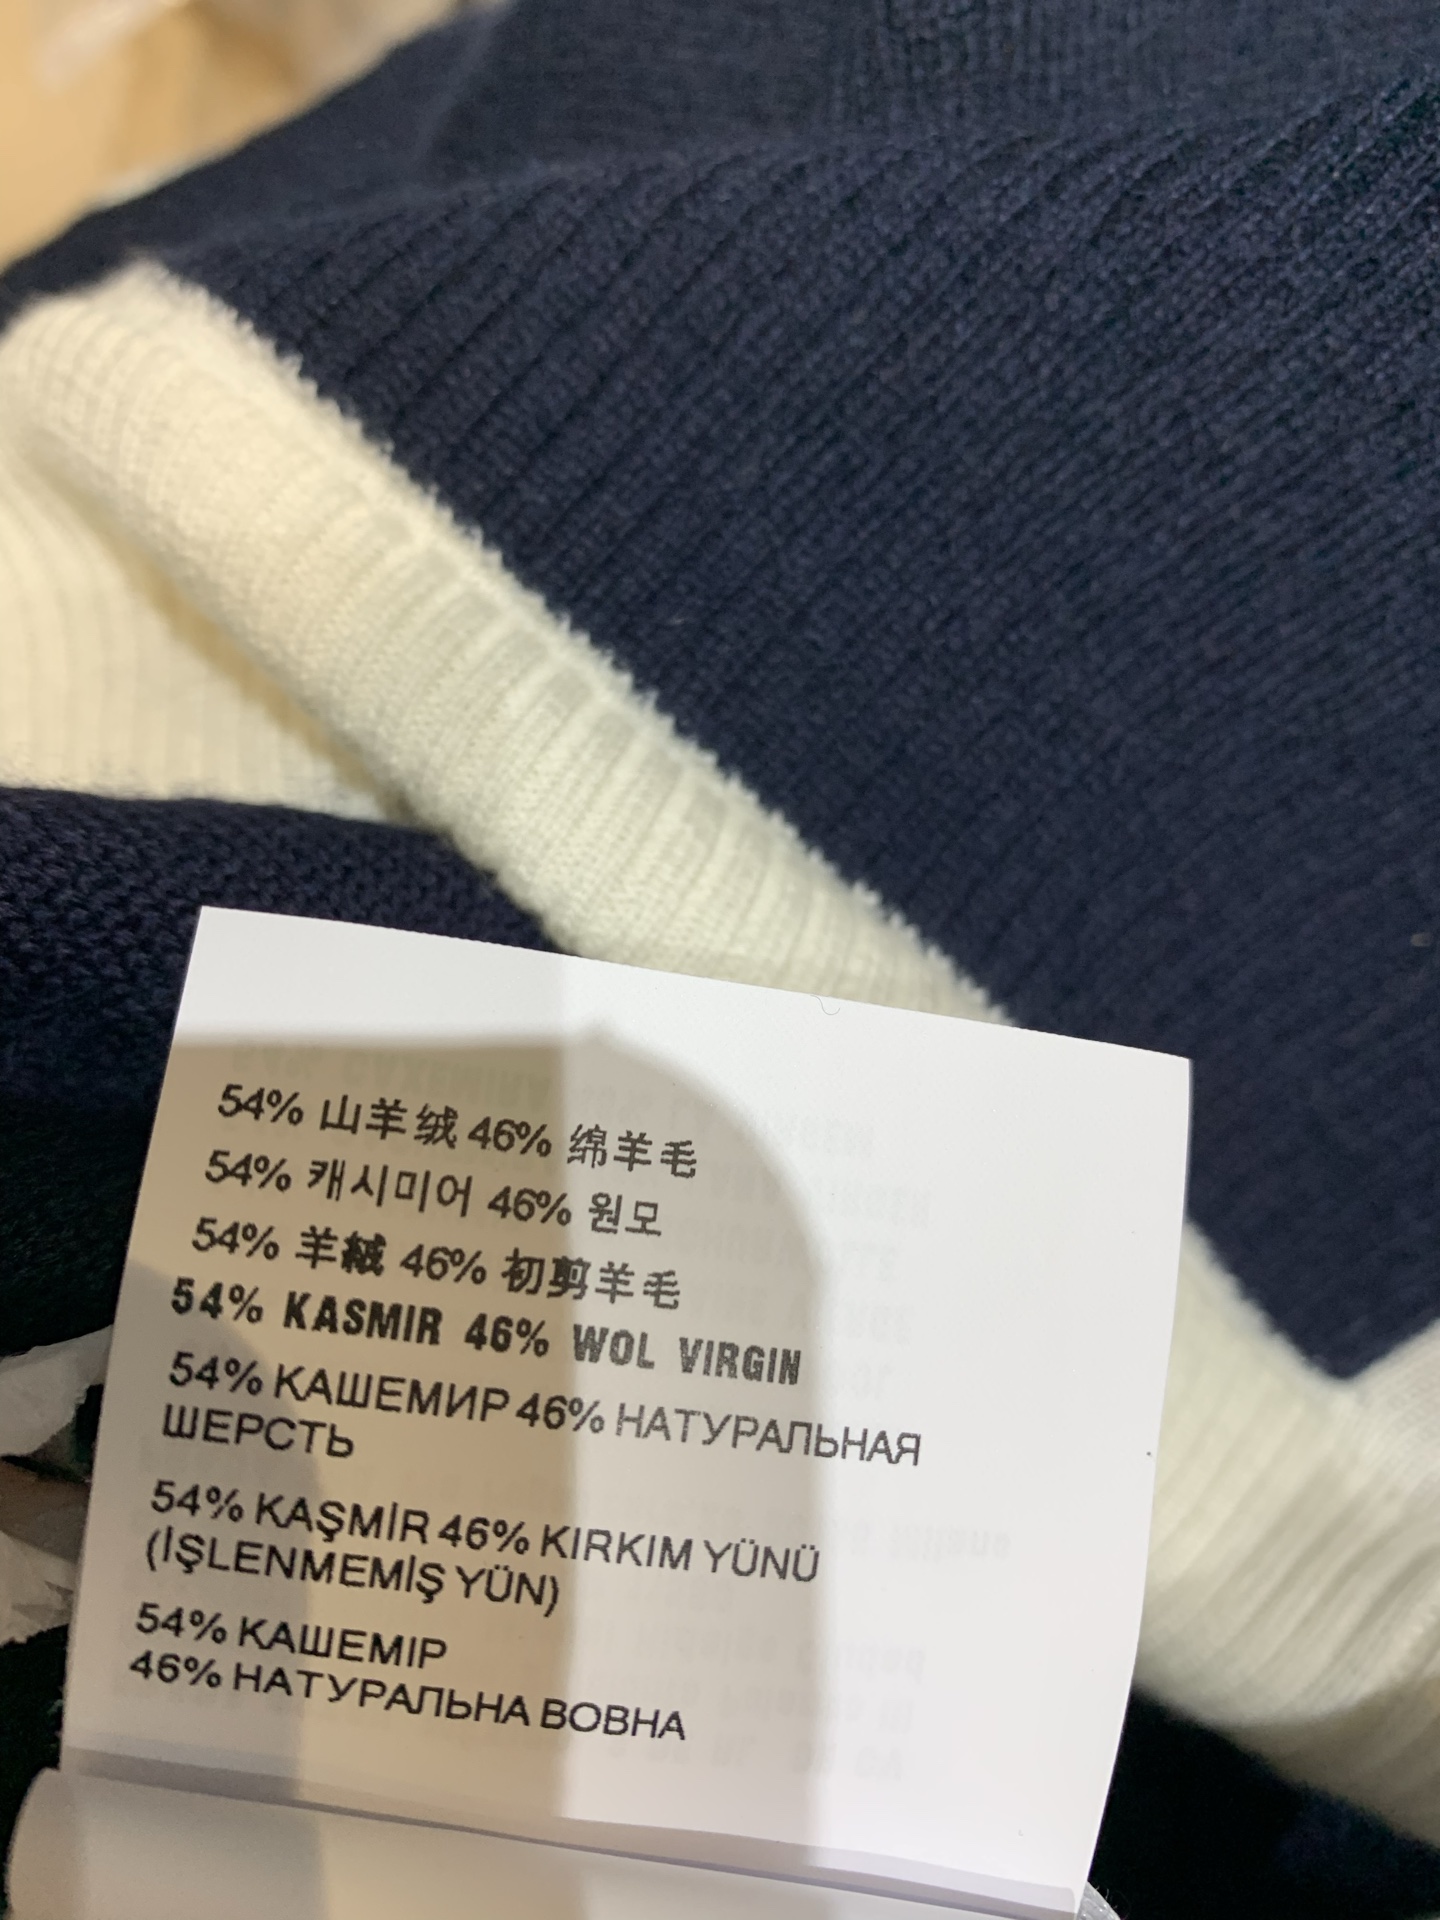 54% 山羊绒 46% 绵羊毛
54% 캐시미어 46% 원모
54% 羊絨 46% 初剪羊毛
54% KASMIR 46% WOL VIRGIN
54% КАШЕМИР 46% НАТУРАЛЬНАЯ
ШЕРСТЬ
54% KAŞMİR 46% KIRKIM YÜNÜ
(İŞLENMEMİŞ YÜN)
54% КАШЕМІР
46% НАТУРАЛЬНА ВОВНА